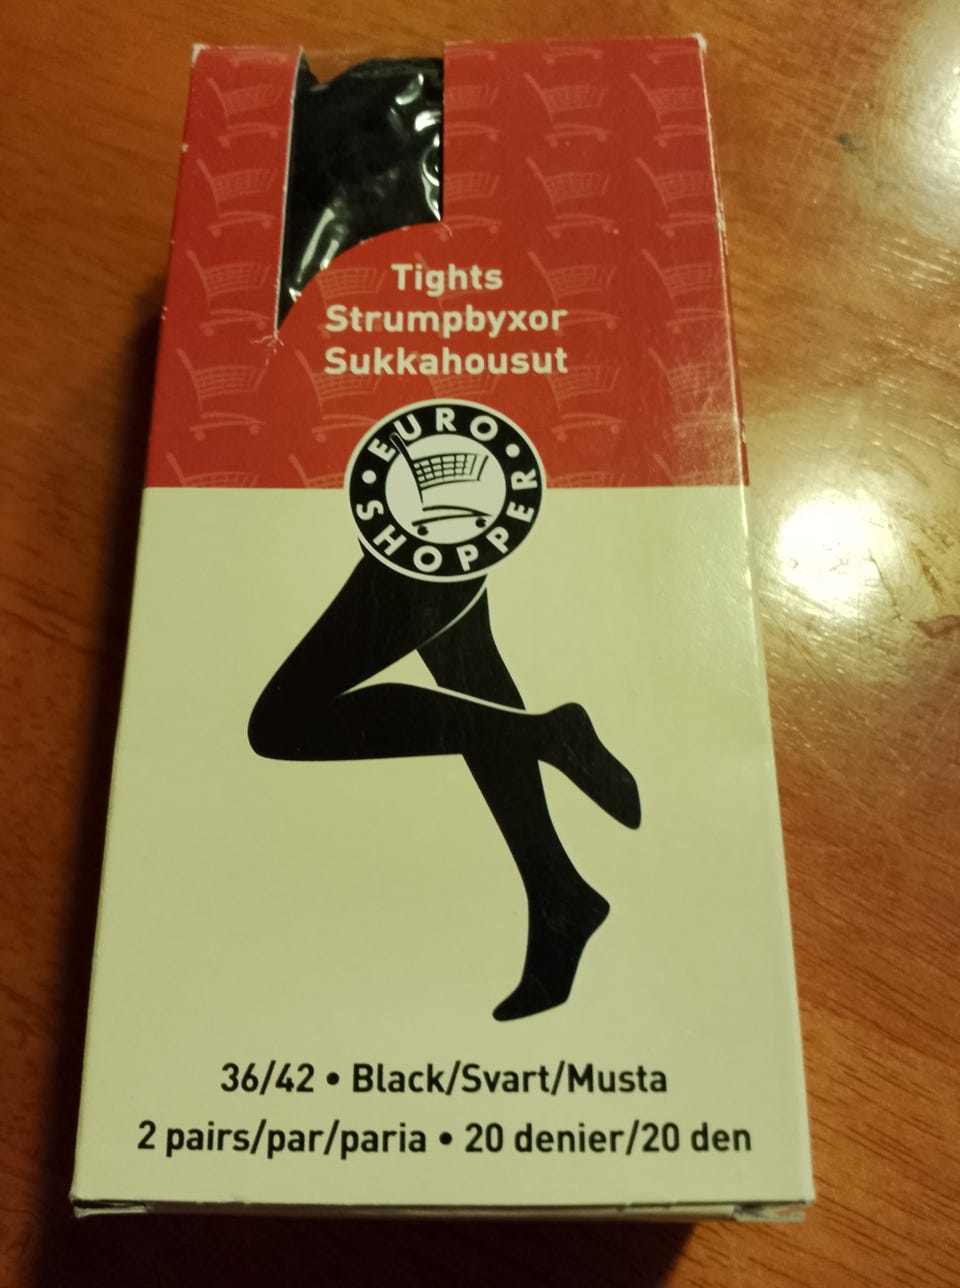 Tights
Strumpbyxor
Sukkahousut
EURO
SHOPPER
36/42 • Black/Svart/Musta
2 pairs/par/paria • 20 denier/20 den